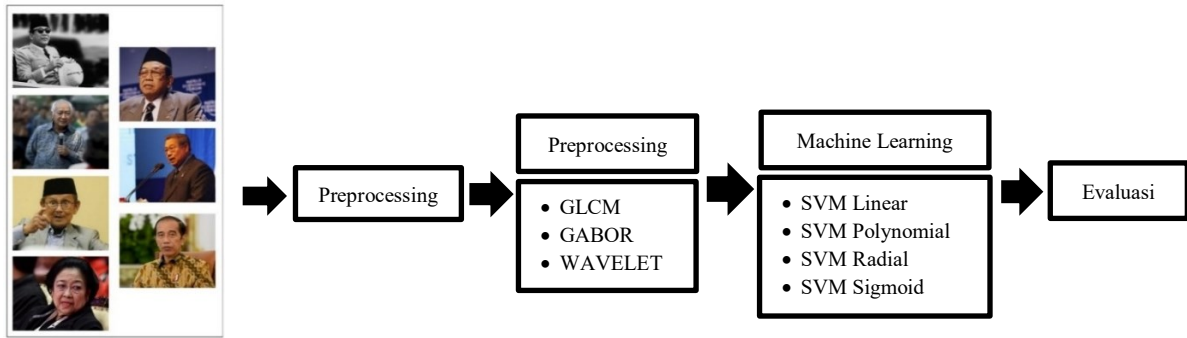 Preprocessing
Preprocessing
• GLCM
• GABOR
• WAVELET
Machine Learning
• SVM Linear
• SVM Polynomial
• SVM Radial
• SVM Sigmoid
Evaluasi